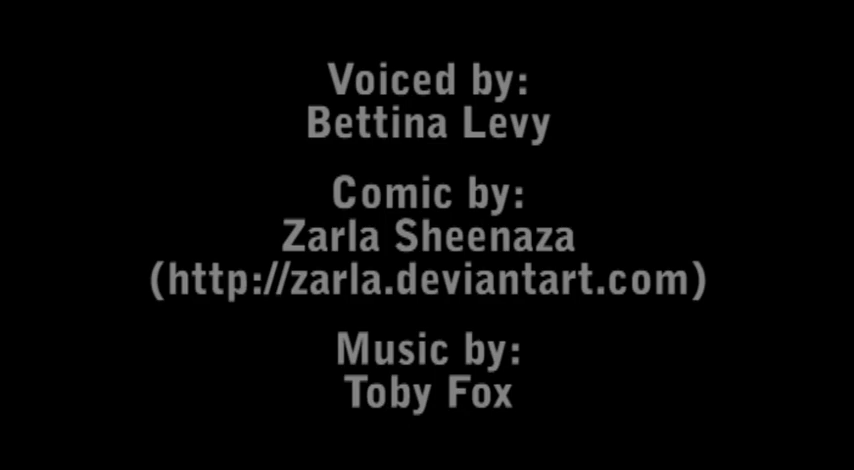 Voiced by:
Bettina Levy
Comic by:
Zarla Sheenaza
(http://zarla.deviantart.com)
Music by:
Toby Fox